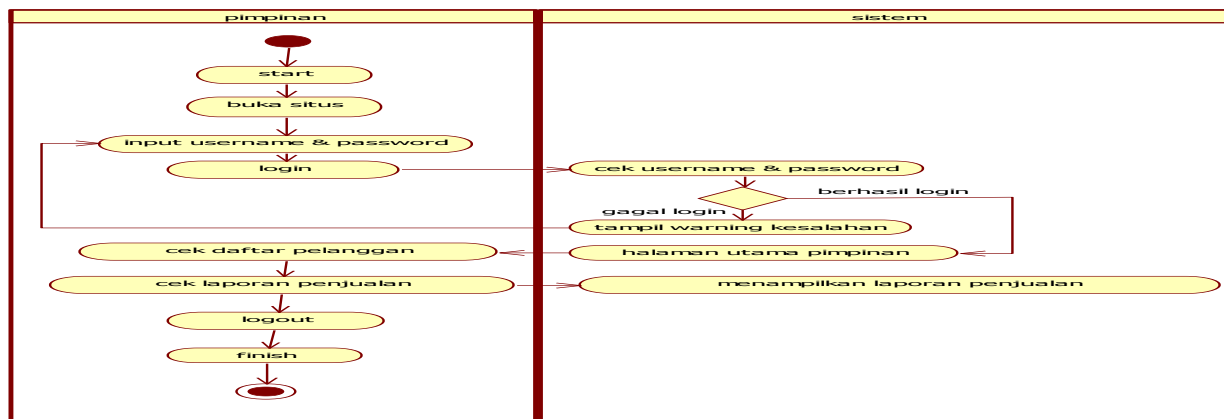 pimpinan
sistem
start
buka situs
input username & password
login
cek username & password
berhasil login
gagal login
tampil warning kesalahan
cek daftar pelanggan
halaman utama pimpinan
cek laporan penjualan
menampilkan laporan penjualan
logout
finish